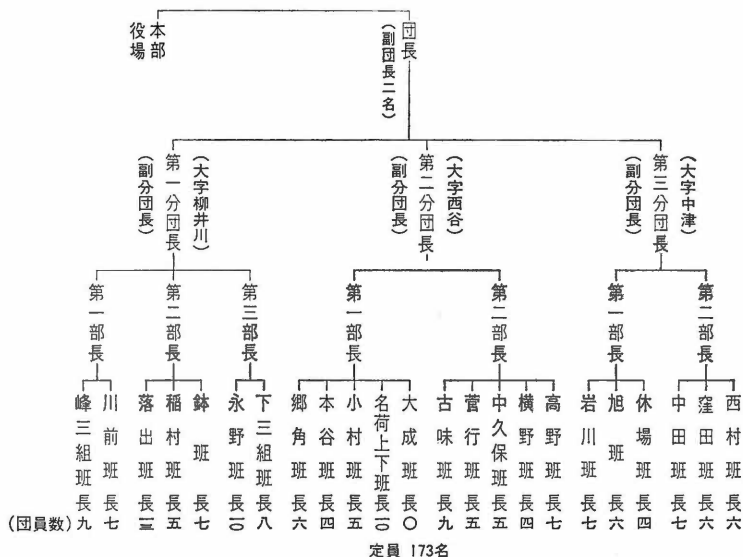 団長
(副団長二名)
本部
役場
(大字柳井川)
第一分団長
(副分団長)
(大字西谷)
第二分団長
(副分団長)
(大字中津)
第三分団長
(副分団長)
第一部長
第二部長
第三部長
第一部長
第二部長
第一部長
第二部長
(団員数)
峰三組班長九
川前班長七
落出班長一三
稲村班長五
鉢班長七
永野班長一〇
下三組班長八
郷角班長六
本谷班長四
小村班長五
名荷上下班長一〇
大成班長〇
古味班長九
菅行班長五
中久保班長五
横野班長四
高野班長七
岩川班長七
旭班長六
休場班長四
中田班長七
窪田班長六
西村班長六
定員 173名